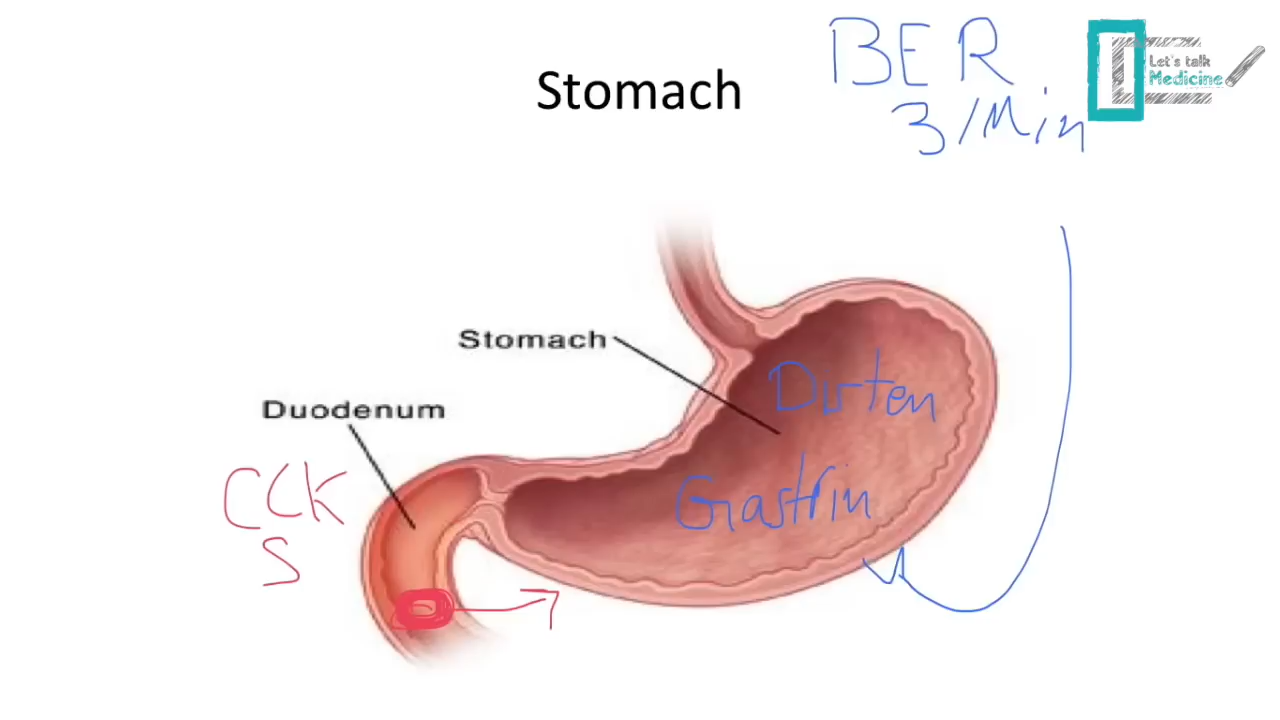 BER
3/Min
Let's talk
Medicine
Stomach
Stomach
Duodenum
Disten
Gastrin
CCK
S